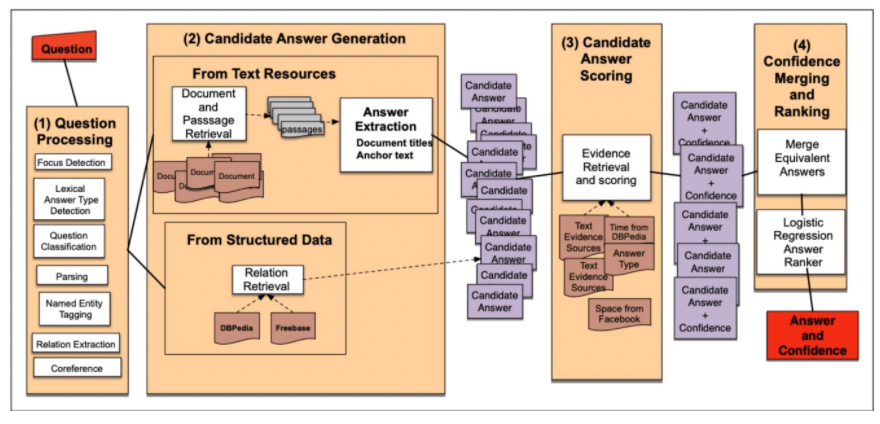 Question
(1) Question
Processing
Focus Detection
Lexical
Answer Type
Detection
Question
Classification
Parsing
Named Entity
Tagging
Relation Extraction
Coreference
(2) Candidate Answer Generation
From Text Resources
Document
and
Passsage
Retrieval
passages
Answer
Extraction
Document titles
Anchor text
Document
From Structured Data
Relation
Retrieval
DBPedia
Freebase
Candidate
Answer
Candidate
Answer
Candidate
Candidate
Answer
Candidate
Answer
Candidate
Answer
Candidate
Answer
Candidate
Answer
Candidate
Candidate
Answer
(3) Candidate
Answer
Scoring
Evidence
Retrieval
and scoring
Text
Evidence
Sources
Time from
DBPedia
Answer
Type
Text
Evidence
Sources
Space from
Facebook
Candidate
Answer
+
Confidence
Candidate
Answer
+
Confidence
Candidate
Answer
+
Candidate
Answer
Candidate
Answer
+
Confidence
(4)
Confidence
Merging
and
Ranking
Merge
Equivalent
Answers
Logistic
Regression
Answer
Ranker
Answer
and
Confidence